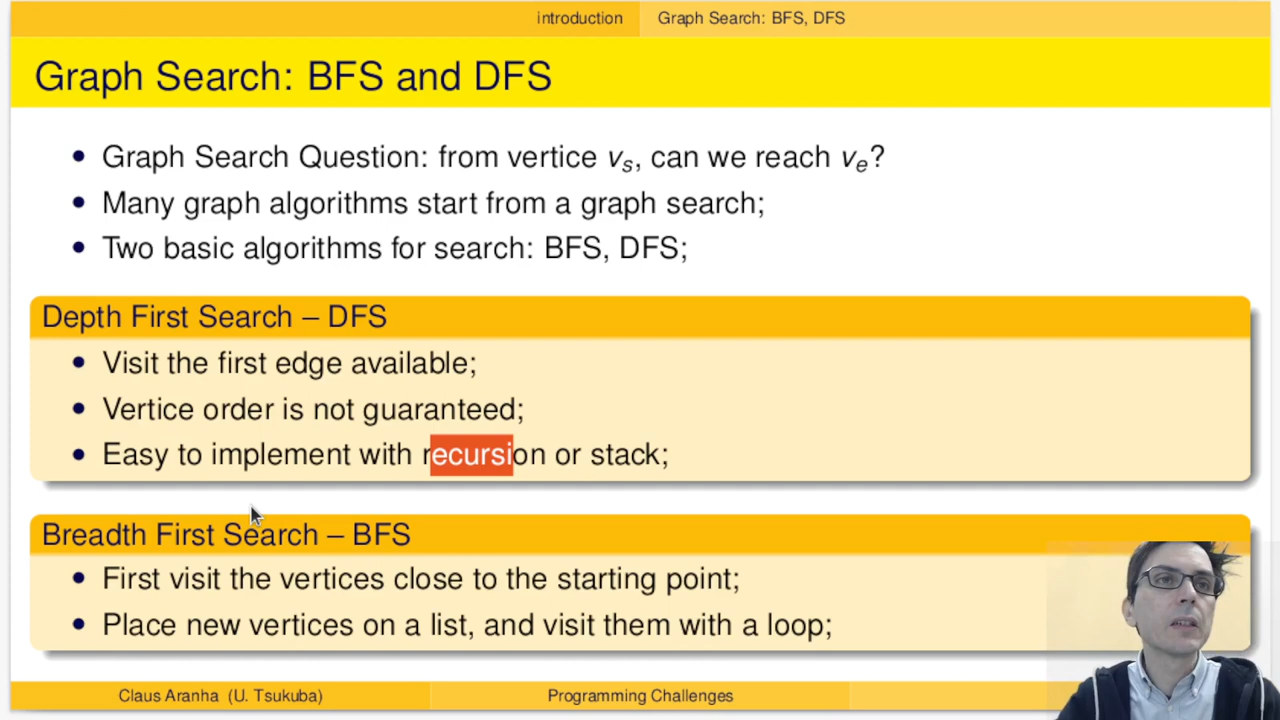 introduction Graph Search: BFS, DFS
Graph Search: BFS and DFS
• Graph Search Question: from vertice vs, can we reach ve?
• Many graph algorithms start from a graph search;
• Two basic algorithms for search: BFS, DFS;
Depth First Search – DFS
• Visit the first edge available;
• Vertice order is not guaranteed;
• Easy to implement with recursion or stack;
Breadth First Search – BFS
• First visit the vertices close to the starting point;
• Place new vertices on a list, and visit them with a loop;
Claus Aranha (U. Tsukuba) Programming Challenges